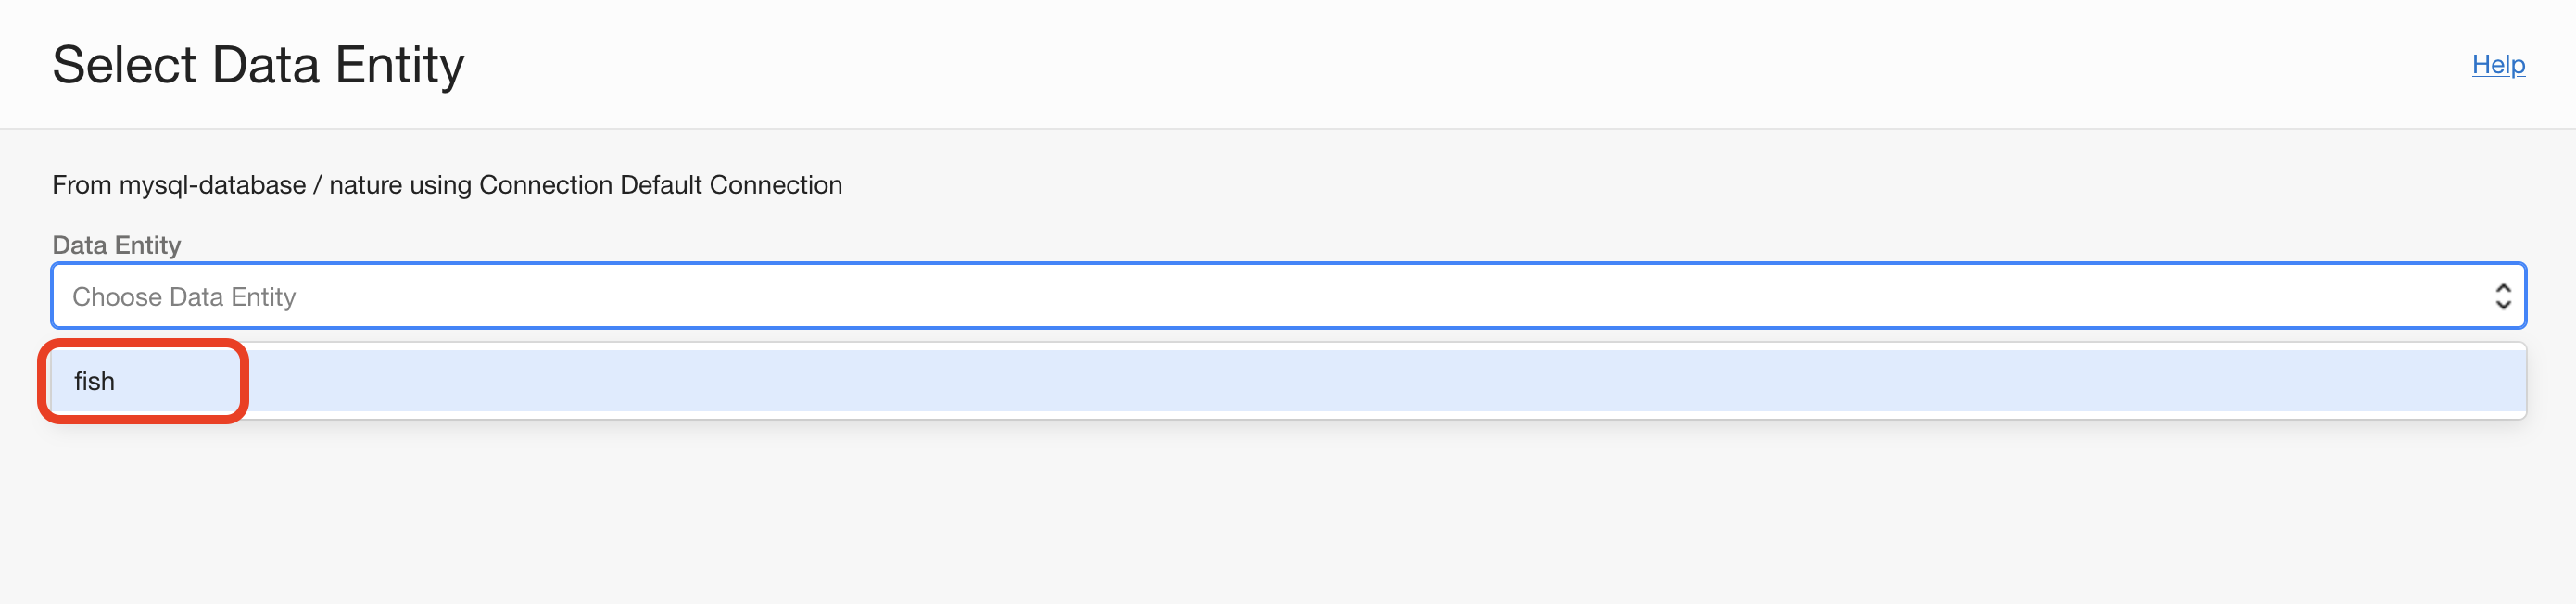 Select Data Entity
Help
From mysql-database / nature using Connection Default Connection
Data Entity
Choose Data Entity
fish